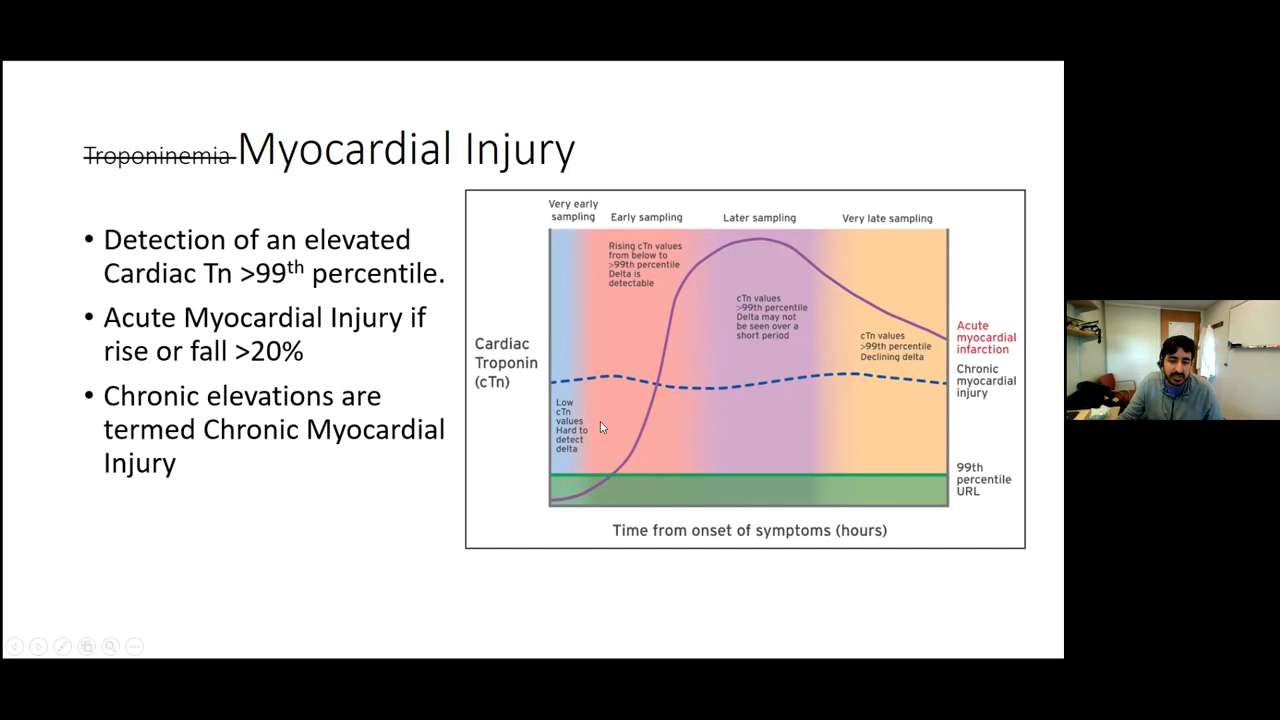 Troponinemia Myocardial Injury
• Detection of an elevated
Cardiac Tn >99th percentile.
• Acute Myocardial Injury if
rise or fall >20%
• Chronic elevations are
termed Chronic Myocardial
Injury
Very early
sampling
Early sampling
Later sampling
Very late sampling
Rising cTn values
from below to
>99th percentile
Delta is
detectable
cTn values
>99th percentile
Delta may not
be seen over a
short period
cTn values
>99th percentile
Declining delta
Cardiac
Troponin
(cTn)
Low
cTn
values
Hard to
detect
delta
Acute
myocardial
infarction
Chronic
myocardial
injury
99th
percentile
URL
Time from onset of symptoms (hours)